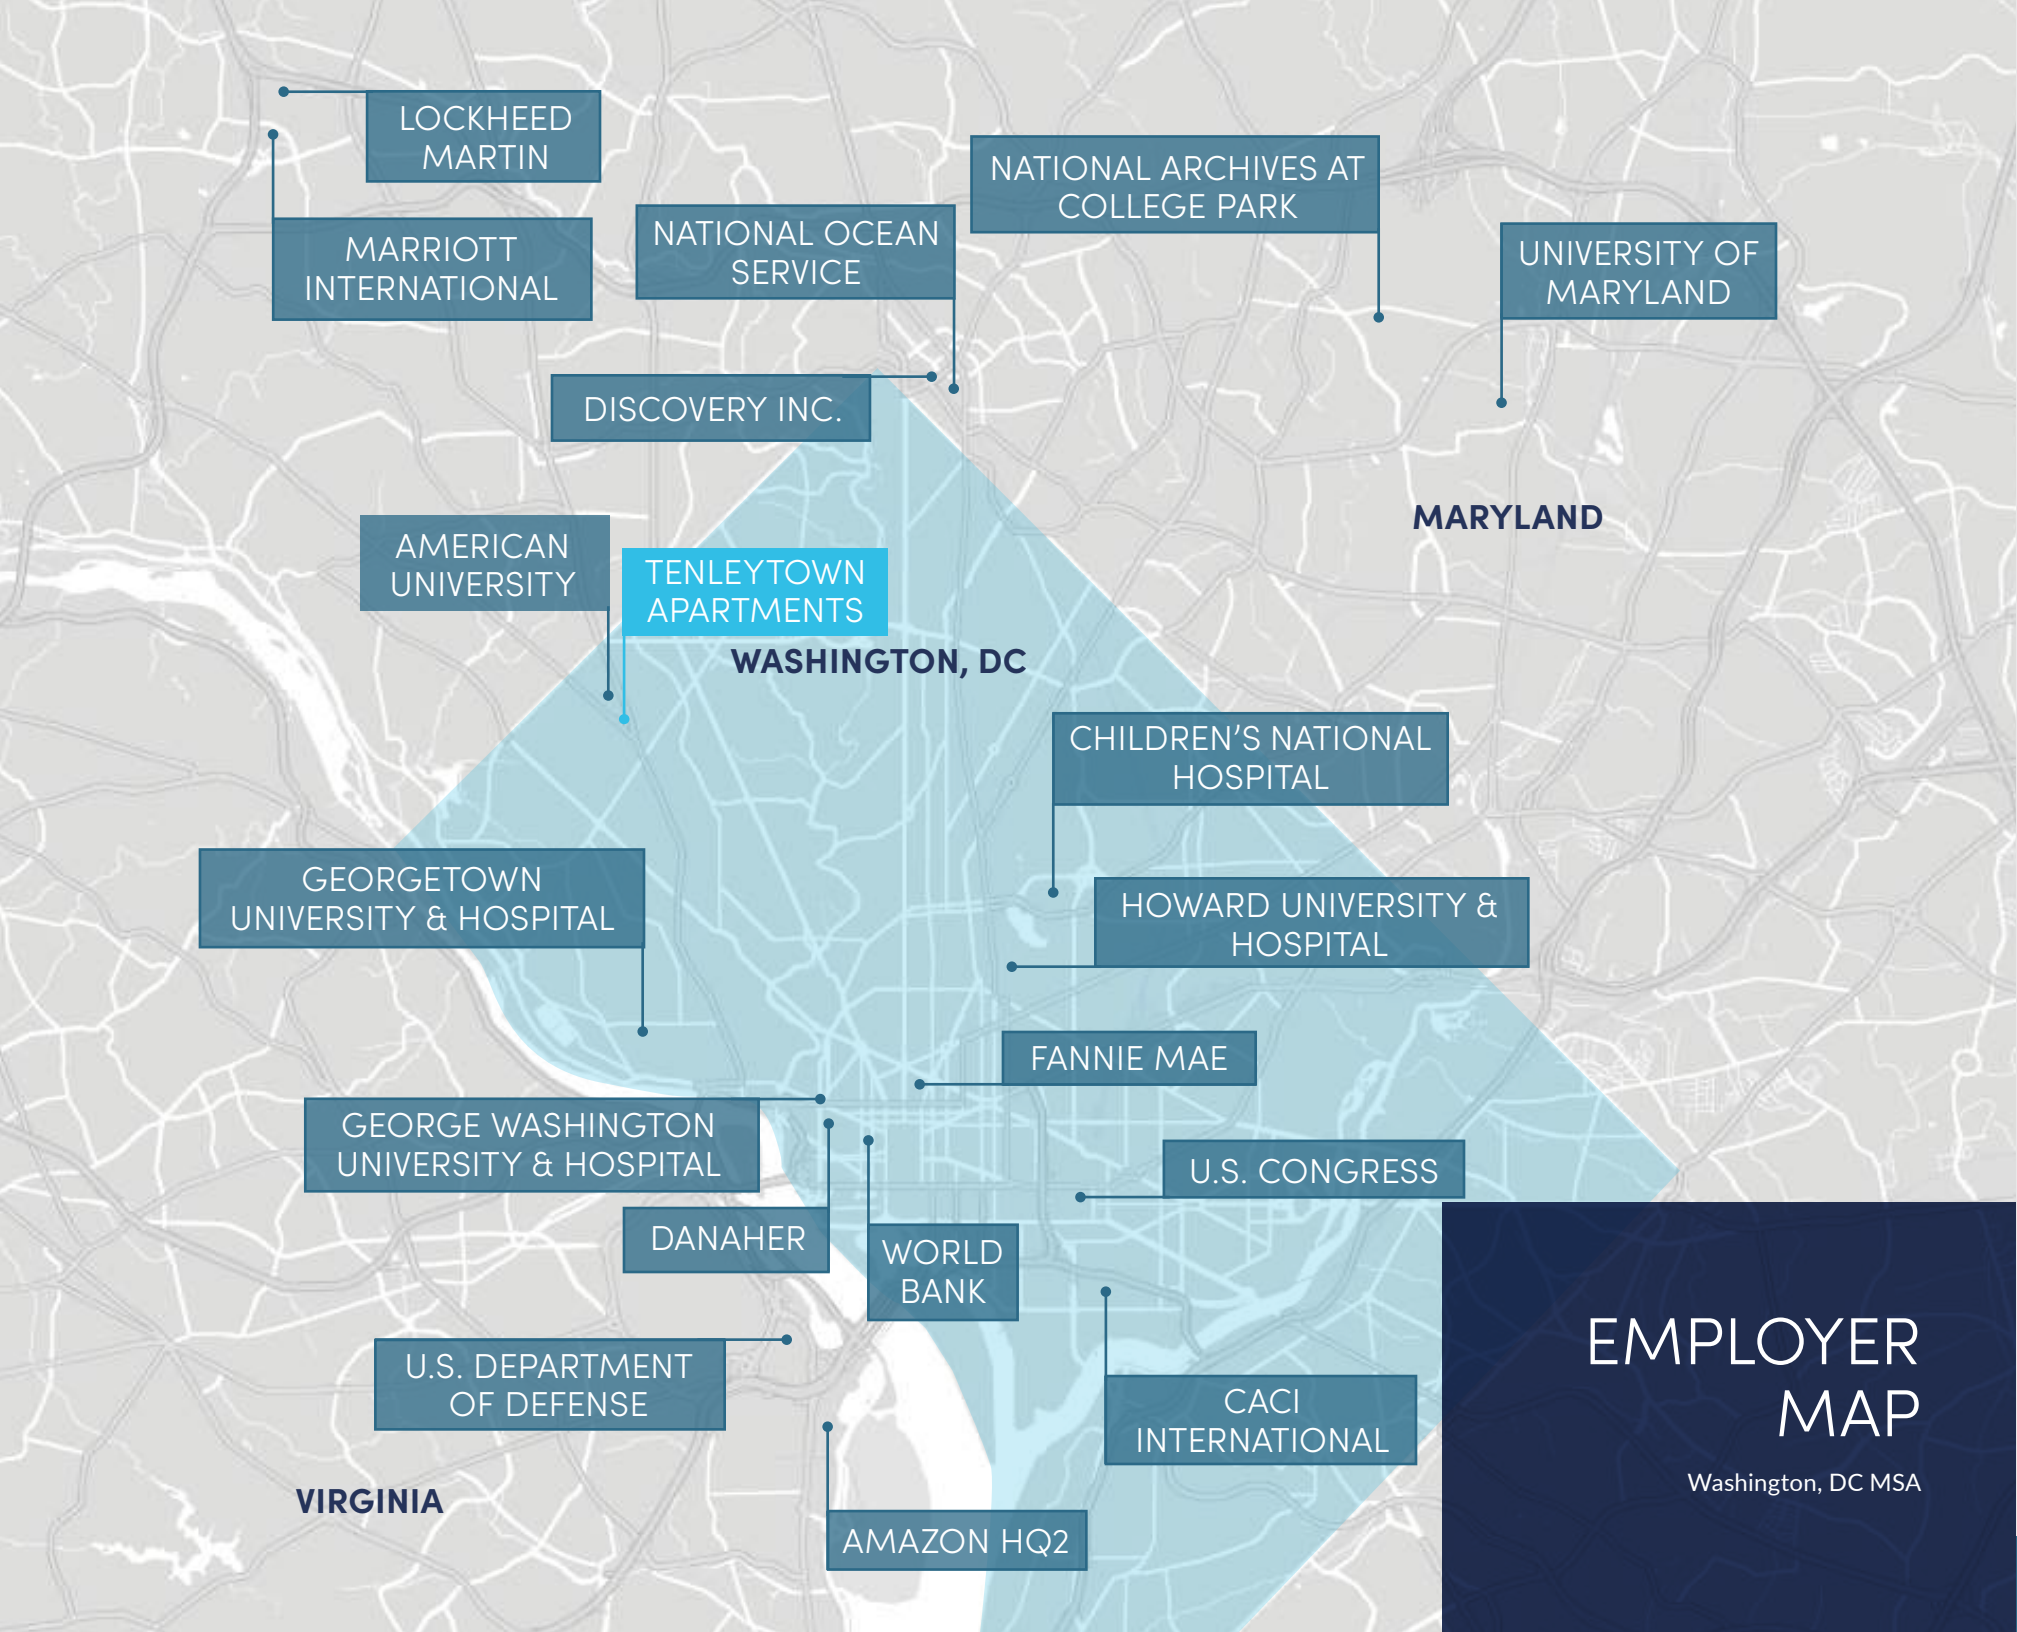 LOCKHEED
MARTIN
MARRIOTT
INTERNATIONAL
NATIONAL OCEAN
SERVICE
NATIONAL ARCHIVES AT
COLLEGE PARK
UNIVERSITY OF
MARYLAND
DISCOVERY INC.
MARYLAND
AMERICAN
UNIVERSITY
TENLEYTOWN
APARTMENTS
WASHINGTON, DC
CHILDREN’S NATIONAL
HOSPITAL
GEORGETOWN
UNIVERSITY & HOSPITAL
HOWARD UNIVERSITY &
HOSPITAL
FANNIE MAE
GEORGE WASHINGTON
UNIVERSITY & HOSPITAL
U.S. CONGRESS
DANAHER
WORLD
BANK
U.S. DEPARTMENT
OF DEFENSE
CACI
INTERNATIONAL
VIRGINIA
AMAZON HQ2
EMPLOYER
MAP
Washington, DC MSA